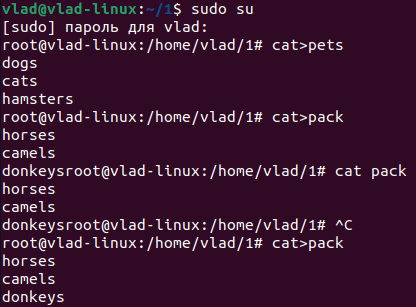 vlad@vlad-linux:~/1$ sudo su
[sudo] пароль для vlad:
root@vlad-linux:/home/vlad/1# cat>pets
dogs
cats
hamsters
root@vlad-linux:/home/vlad/1# cat>pack
horses
camels
donkeysroot@vlad-linux:/home/vlad/1# cat pack
horses
camels
donkeysroot@vlad-linux:/home/vlad/1# ^C
root@vlad-linux:/home/vlad/1# cat>pack
horses
camels
donkeys